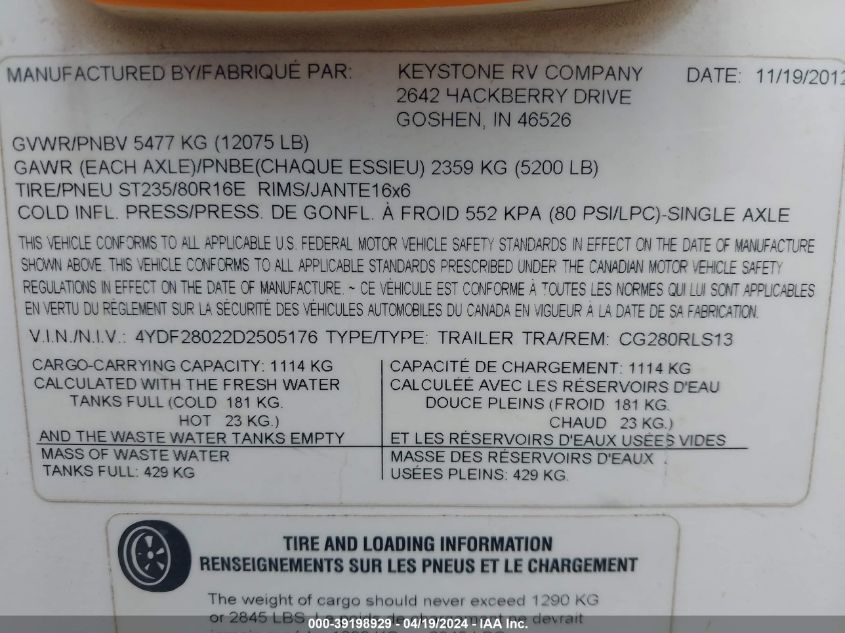 MANUFACTURED BY/FABRIQUÉ PAR: KEYSTONE RV COMPANY DATE: 11/19/2012
2642 HACKBERRY DRIVE
GOSHEN, IN 46526
GVWR/PNBV 5477 KG (12075 LB)
GAWR (EACH AXLE)/PNBE(CHAQUE ESSIEU) 2359 KG (5200 LB)
TIRE/PNEU ST235/80R16E RIMS/JANTE16x6
COLD INFL. PRESS/PRESS. DE GONFL. À FROID 552 KPA (80 PSI/LPC)-SINGLE AXLE
THIS VEHICLE CONFORMS TO ALL APPLICABLE U.S. FEDERAL MOTOR VEHICLE SAFETY STANDARDS IN EFFECT ON THE DATE OF MANUFACTURE
SHOWN ABOVE. THIS VEHICLE CONFORMS TO ALL APPLICABLE STANDARDS PRESCRIBED UNDER THE CANADIAN MOTOR VEHICLE SAFETY
REGULATIONS IN EFFECT ON THE DATE OF MANUFACTURE. ~ CE VÉHICULE EST CONFORME À TOUTES LES NORMES QUI LUI SONT APPLICABLES
EN VERTU DU RÉGLEMENT SUR LA SÉCURITÉ DES VÉHICULES AUTOMOBILES DU CANADA EN VIGUEUR À LA DATE DE SA FABRICATION.
V.I.N./N.I.V.: 4YDF28022D2505176 TYPE/TYPE: TRAILER TRA/REM: CG280RLS13
CARGO-CARRYING CAPACITY: 1114 KG
CALCULATED WITH THE FRESH WATER
TANKS FULL (COLD 181 KG.
HOT 23 KG.)
AND THE WASTE WATER TANKS EMPTY
MASS OF WASTE WATER
TANKS FULL: 429 KG
CAPACITÉ DE CHARGEMENT: 1114 KG
CALCULÉE AVEC LES RÉSERVOIRS D'EAU
DOUCE PLEINS (FROID 181 KG.
CHAUD 23 KG.)
ET LES RÉSERVOIRS D'EAUX USÉES VIDES
MASSE DES RÉSERVOIRS D'EAUX
USÉES PLEINS: 429 KG.
TIRE AND LOADING INFORMATION
RENSEIGNEMENTS SUR LES PNEUS ET LE CHARGEMENT
The weight of cargo should never exceed 1290 KG
or 2845 LBS. devrait
000-39198929 - 04/19/2024 - IAA Inc.